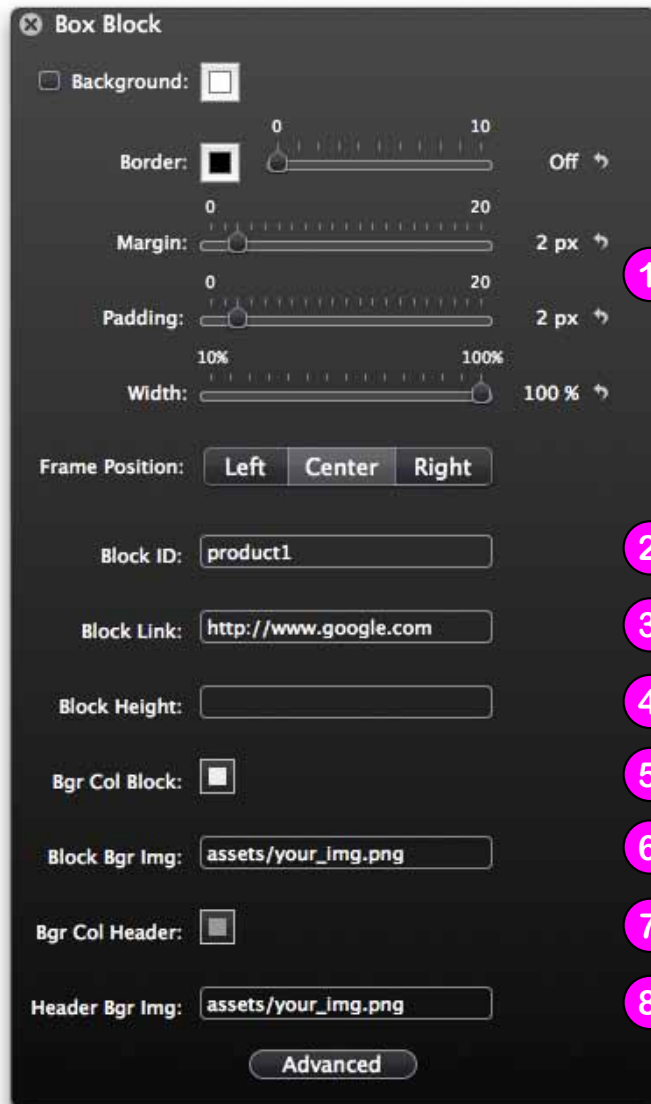 Box Block
Background:
0 10
Border: Off
0 20
Margin: 2 px
1
0 20
Padding: 2 px
10% 100%
Width: 100 %
Frame Position: Left Center Right
Block ID: product1 2
Block Link: http://www.google.com 3
Block Height: 4
Bgr Col Block: 5
Block Bgr Img: assets/your_img.png 6
Bgr Col Header: 7
Header Bgr Img: assets/your_img.png 8
Advanced